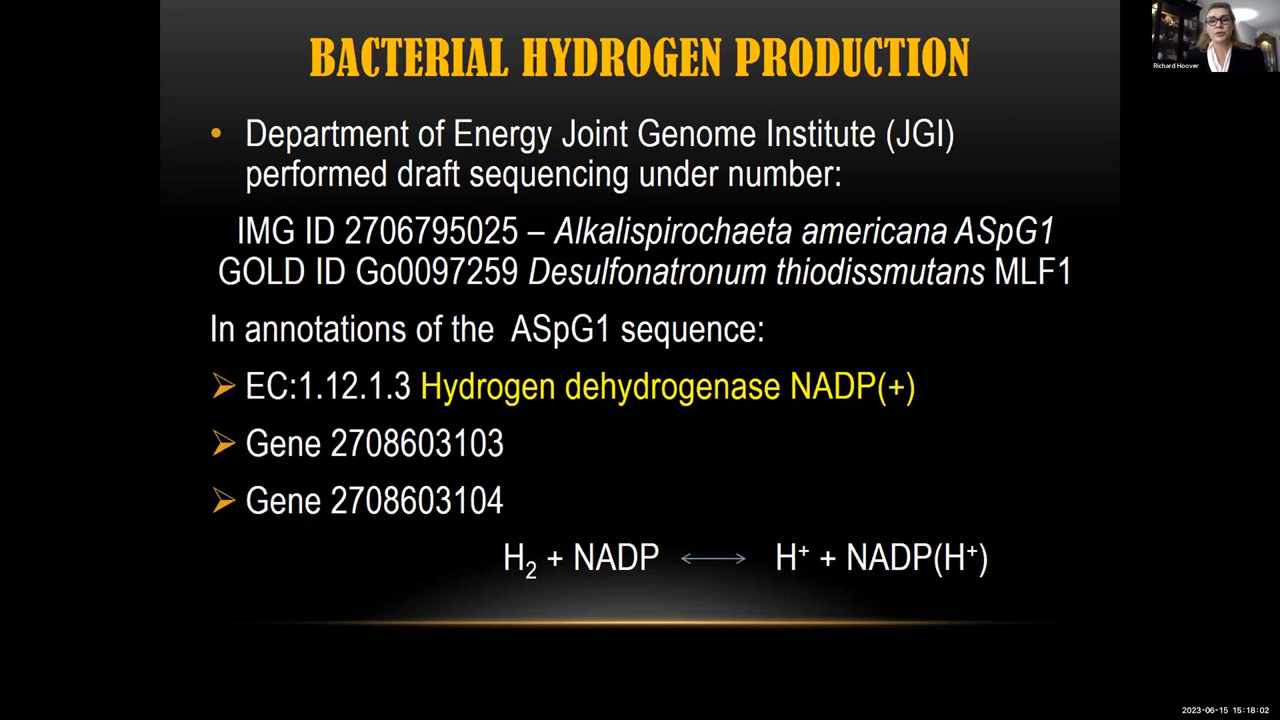 BACTERIAL HYDROGEN PRODUCTION
Richard Hoover
• Department of Energy Joint Genome Institute (JGI)
performed draft sequencing under number:
IMG ID 2706795025 – Alkalispirochaeta americana ASpG1
GOLD ID Go0097259 Desulfonatronum thiodissmutans MLF1
In annotations of the ASpG1 sequence:
➢ EC:1.12.1.3 Hydrogen dehydrogenase NADP(+)
➢ Gene 2708603103
➢ Gene 2708603104
H₂ + NADP ⟷ H⁺ + NADP(H⁺)
2023-06-15 15:18:02